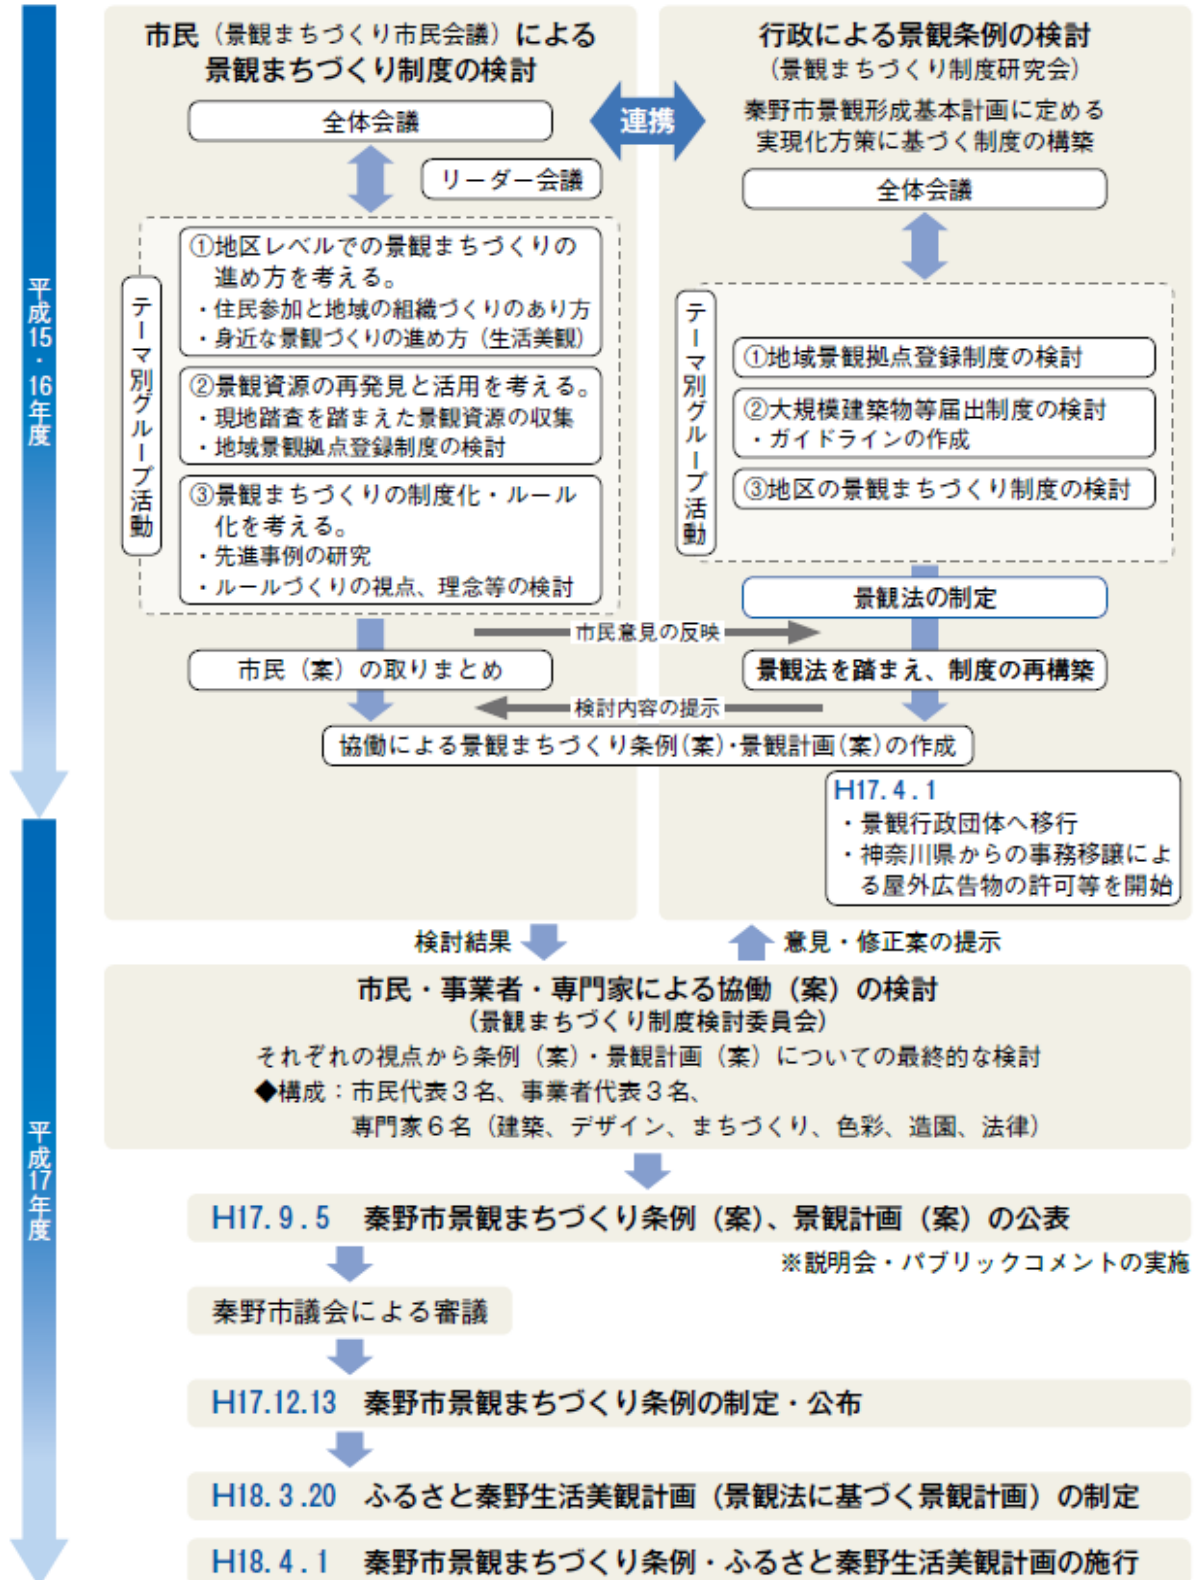 平成15・16年度
市民（景観まちづくり市民会議）による
景観まちづくり制度の検討
全体会議
リーダー会議
テーマ別グループ活動
①地区レベルでの景観まちづくりの
進め方を考える。
・住民参加と地域の組織づくりのあり方
・身近な景観づくりの進め方（生活美観）
②景観資源の再発見と活用を考える。
・現地踏査を踏まえた景観資源の収集
・地域景観拠点登録制度の検討
③景観まちづくりの制度化・ルール
化を考える。
・先進事例の研究
・ルールづくりの視点、理念等の検討
連携
行政による景観条例の検討
（景観まちづくり制度研究会）
秦野市景観形成基本計画に定める
実現化方策に基づく制度の構築
全体会議
テーマ別グループ活動
①地域景観拠点登録制度の検討
②大規模建築物等届出制度の検討
・ガイドラインの作成
③地区の景観まちづくり制度の検討
景観法の制定
市民意見の反映
市民（案）の取りまとめ
景観法を踏まえ、制度の再構築
検討内容の提示
協働による景観まちづくり条例（案）・景観計画（案）の作成
H17.4.1
・景観行政団体へ移行
・神奈川県からの事務移譲によ
る屋外広告物の許可等を開始
平成17年度
検討結果
意見・修正案の提示
市民・事業者・専門家による協働（案）の検討
（景観まちづくり制度検討委員会）
それぞれの視点から条例（案）・景観計画（案）についての最終的な検討
◆構成：市民代表３名、事業者代表３名、
専門家６名（建築、デザイン、まちづくり、色彩、造園、法律）
H17.9.5 秦野市景観まちづくり条例（案）、景観計画（案）の公表
※説明会・パブリックコメントの実施
秦野市議会による審議
H17.12.13 秦野市景観まちづくり条例の制定・公布
H18.3.20 ふるさと秦野生活美観計画（景観法に基づく景観計画）の制定
H18.4.1 秦野市景観まちづくり条例・ふるさと秦野生活美観計画の施行